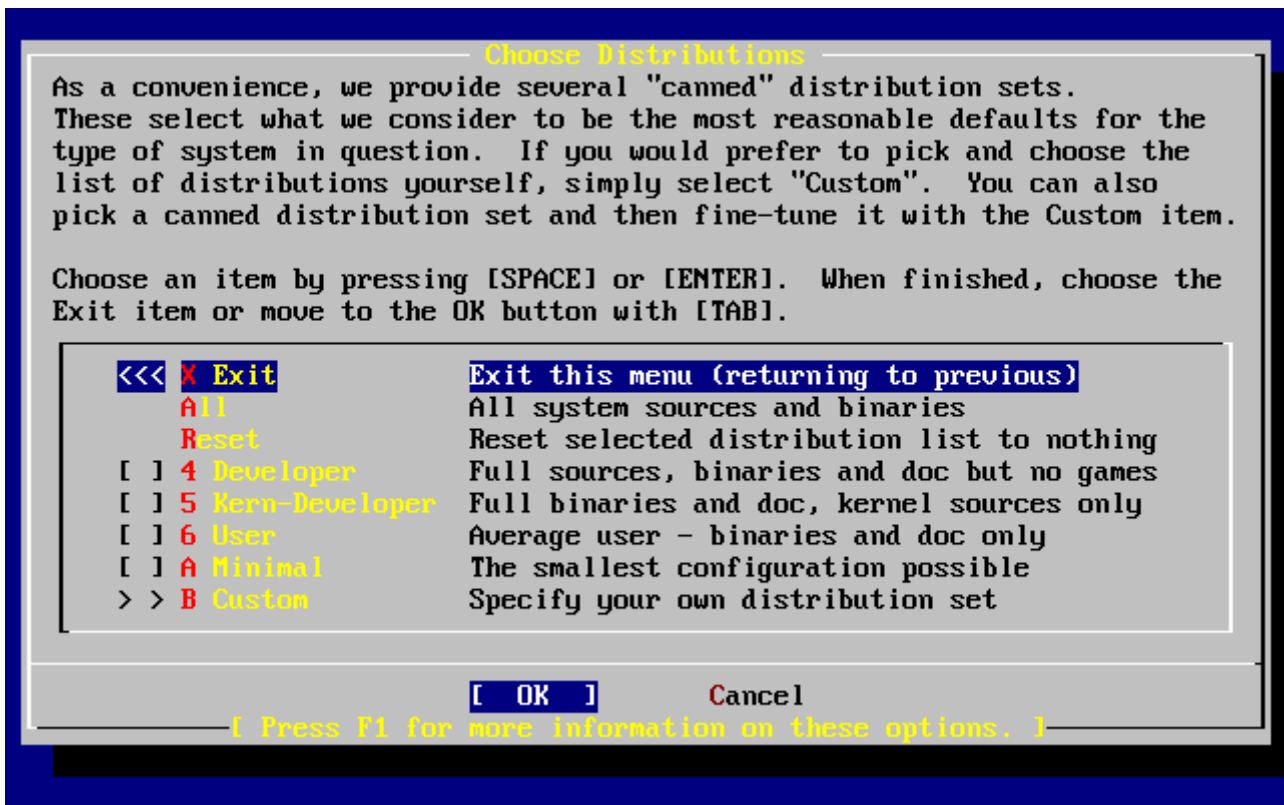 Choose Distributions
As a convenience, we provide several "canned" distribution sets.
These select what we consider to be the most reasonable defaults for the
type of system in question.  If you would prefer to pick and choose the
list of distributions yourself, simply select "Custom".  You can also
pick a canned distribution set and then fine-tune it with the Custom item.
Choose an item by pressing [SPACE] or [ENTER].  When finished, choose the
Exit item or move to the OK button with [TAB].
<<< X Exit Exit this menu (returning to previous)
All All system sources and binaries
Reset Reset selected distribution list to nothing
[ ] 4 Developer Full sources, binaries and doc but no games
[ ] 5 Kern-Developer Full binaries and doc, kernel sources only
[ ] 6 User Average user - binaries and doc only
[ ] A Minimal The smallest configuration possible
> > B Custom Specify your own distribution set
[ OK ] Cancel
[ Press F1 for more information on these options. ]